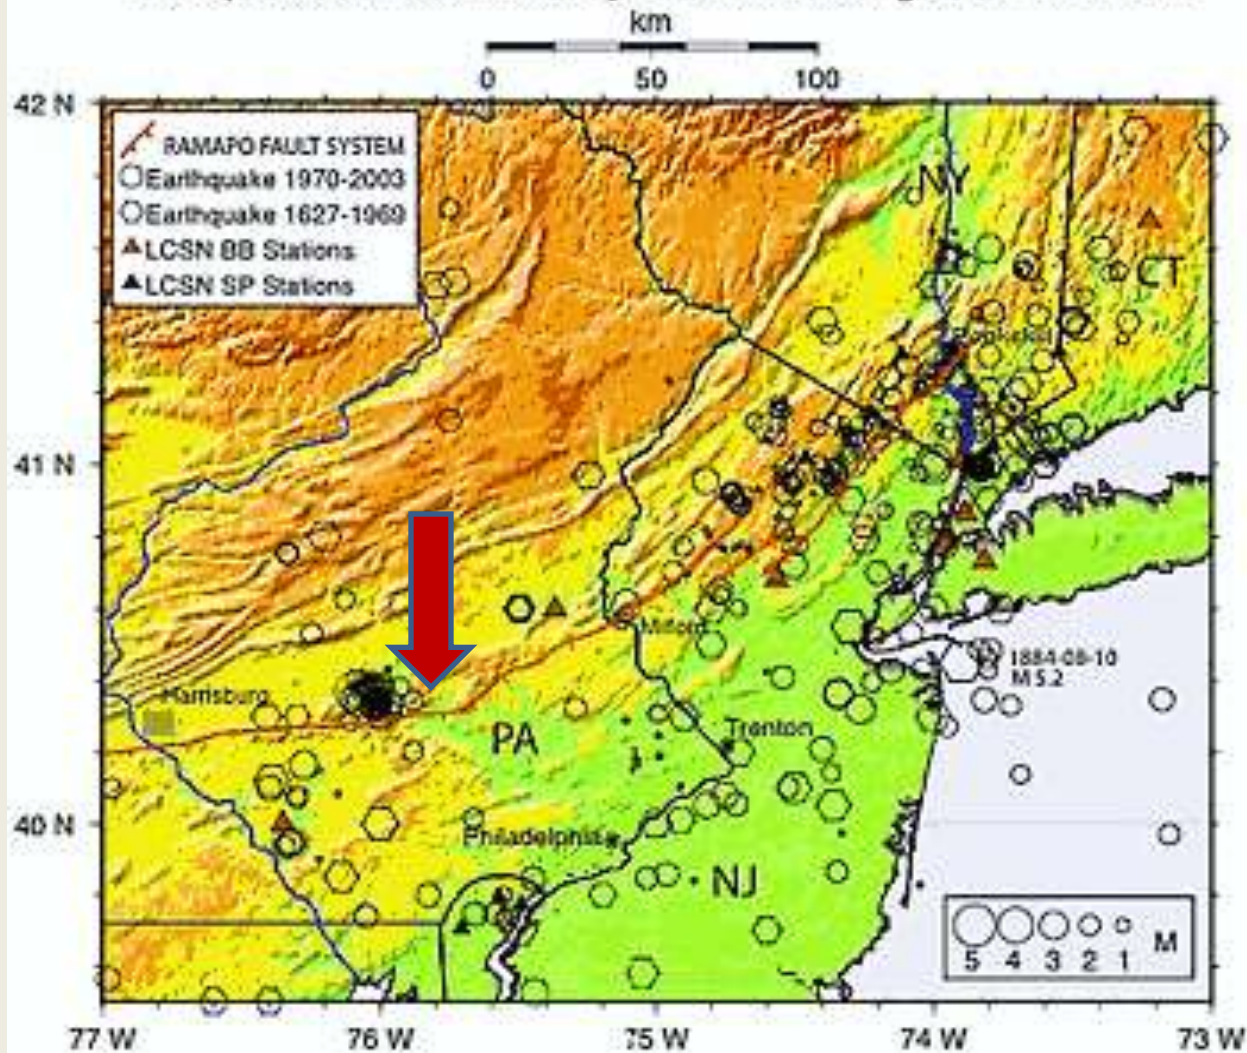 km
0 50 100
42 N
RAMAPO FAULT SYSTEM
Earthquake 1970-2003
Earthquake 1627-1969
LCSN BB Stations
LCSN SP Stations
NY
CT
41 N
Milford
1884-08-10
M 5.2
Harrisburg
PA
Trenton
40 N
Philadelphia
NJ
M
5 4 3 2 1
77 W 76 W 75 W 74 W 73 W